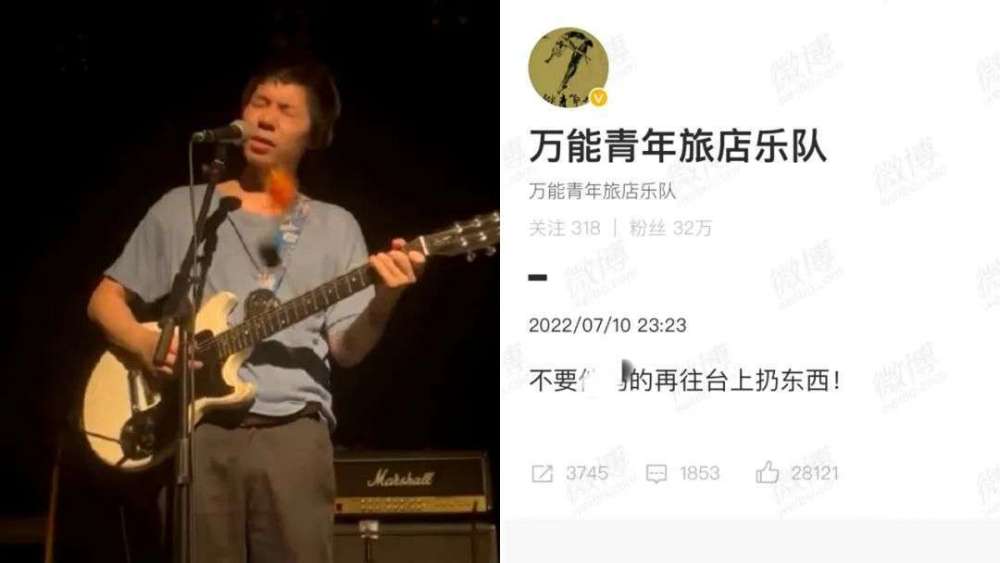 Marshall
万能青年旅店乐队
万能青年旅店乐队
关注 318 | 粉丝 32万
2022/07/10 23:23
不要 的再往台上扔东西！
3745 1853 28121
微博